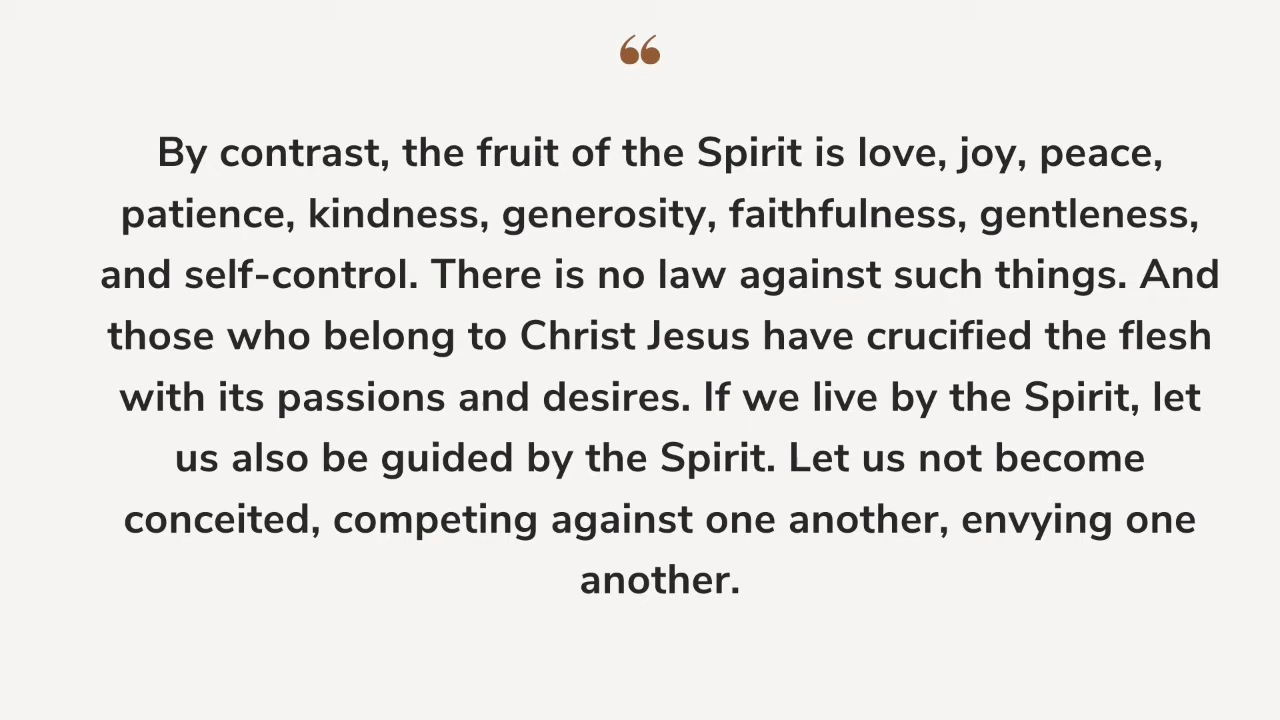 “
By contrast, the fruit of the Spirit is love, joy, peace,
patience, kindness, generosity, faithfulness, gentleness,
and self-control. There is no law against such things. And
those who belong to Christ Jesus have crucified the flesh
with its passions and desires. If we live by the Spirit, let
us also be guided by the Spirit. Let us not become
conceited, competing against one another, envying one
another.